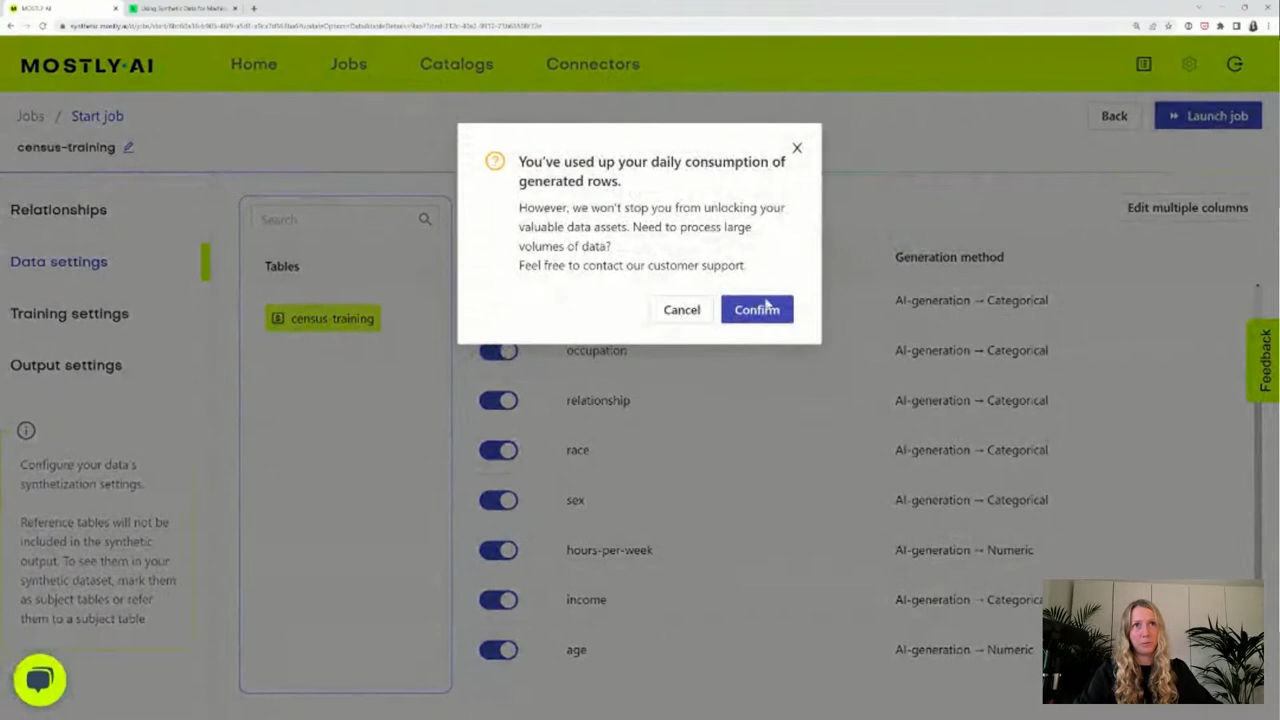 MOSTLY AI
Using Synthetic Data for Machin
MOSTLY·AI
Home
Jobs
Catalogs
Connectors
Jobs / Start job
Back
Launch job
census-training
Relationships
Data settings
Training settings
Output settings
Configure your data's
synthetization settings.
Reference tables will not be
included in the synthetic
output. To see them in your
synthetic dataset, mark them
as subject tables or refer
them to a subject table
Search
Tables
census-training
You've used up your daily consumption of
generated rows.
However, we won't stop you from unlocking your
valuable data assets. Need to process large
volumes of data?
Feel free to contact our customer support.
Cancel
Confirm
Edit multiple columns
Generation method
AI-generation → Categorical
occupation
AI-generation → Categorical
relationship
AI-generation → Categorical
race
AI-generation → Categorical
sex
AI-generation → Categorical
hours-per-week
AI-generation → Numeric
income
AI-generation → Categorica
age
AI-generation → Numeric
Feedback